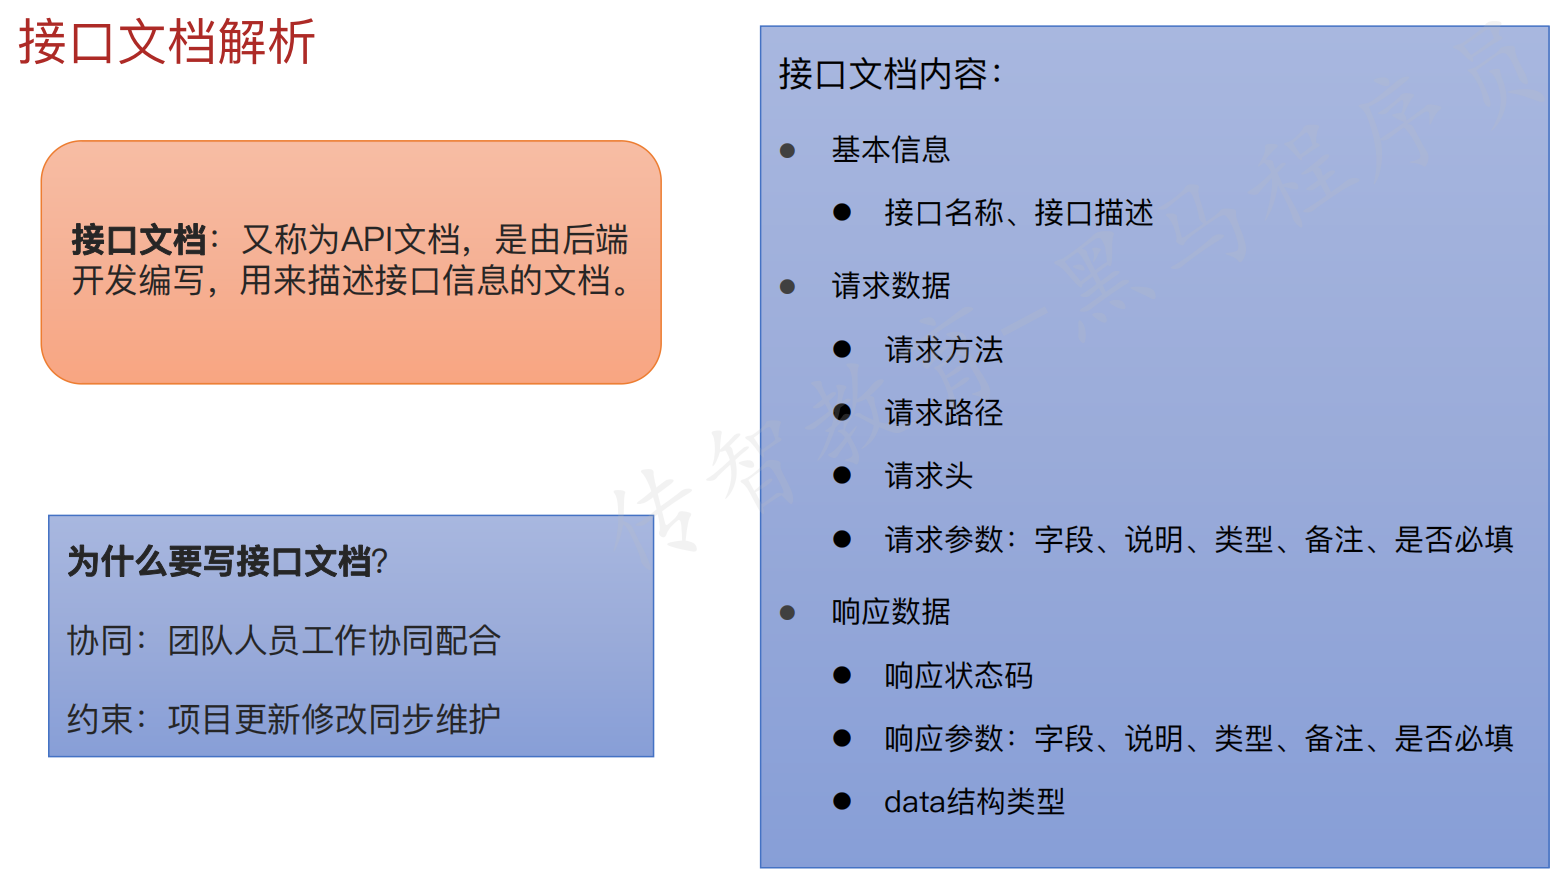 接口文档解析
接口文档：又称为API文档，是由后端
开发编写，用来描述接口信息的文档。
为什么要写接口文档?
协同：团队人员工作协同配合
约束：项目更新修改同步维护
接口文档内容：
基本信息
接口名称、接口描述
请求数据
请求方法
请求路径
请求头
请求参数：字段、说明、类型、备注、是否必填
响应数据
响应状态码
响应参数：字段、说明、类型、备注、是否必填
data结构类型
传智教育-黑马程序员